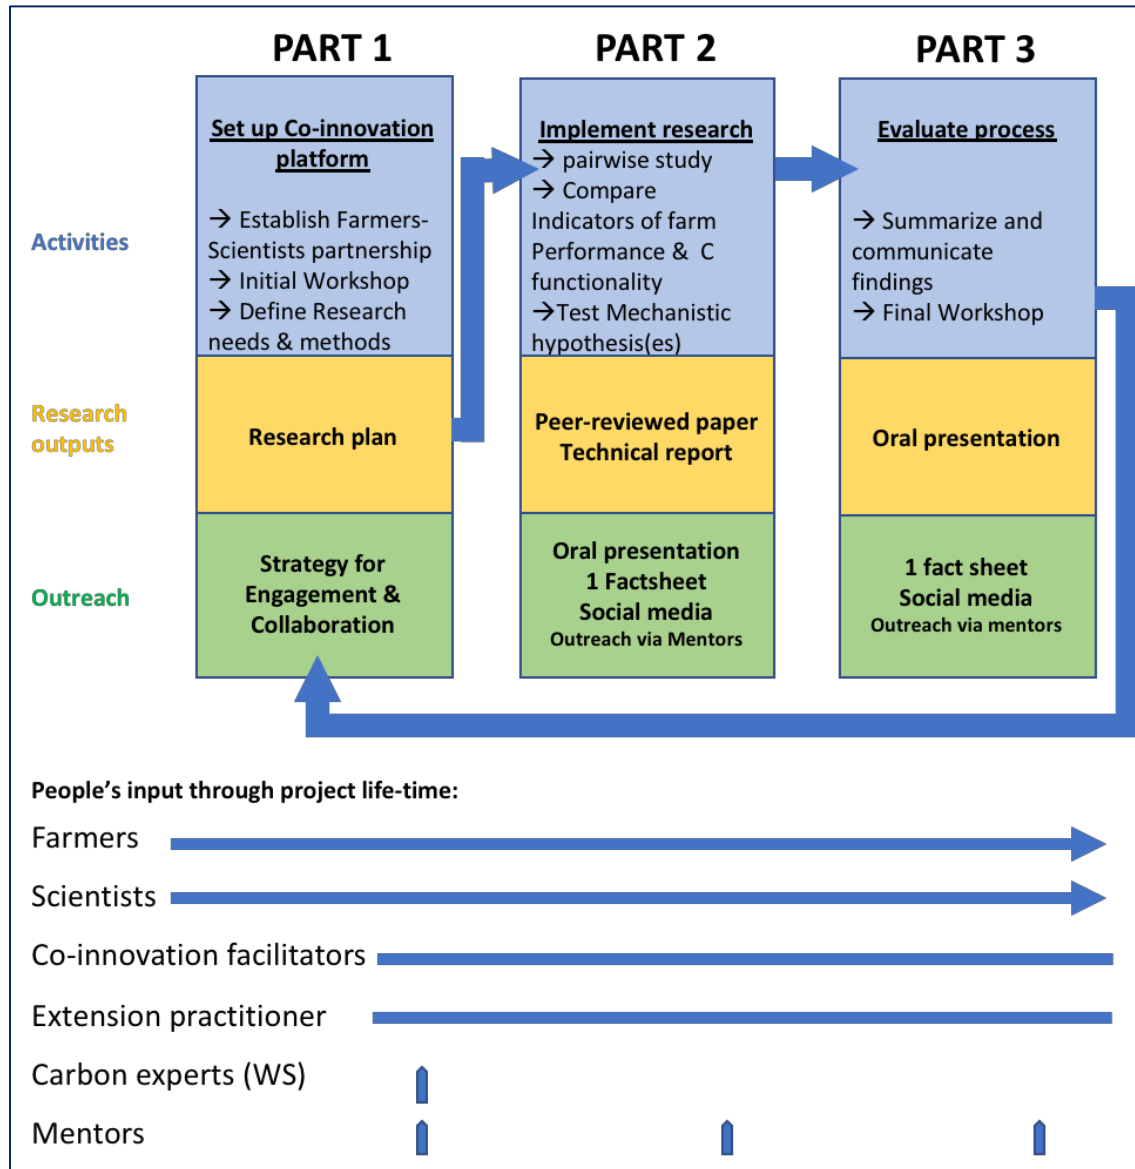 PART 1
PART 2
PART 3
Activities
Set up Co-innovation
platform
→ Establish Farmers-
Scientists partnership
→ Initial Workshop
→ Define Research
needs & methods
Implement research
→ pairwise study
→ Compare
Indicators of farm
Performance & C
functionality
→Test Mechanistic
hypothesis(es)
Evaluate process
→ Summarize and
communicate
findings
→ Final Workshop
Research
outputs
Research plan
Peer-reviewed paper
Technical report
Oral presentation
Outreach
Strategy for
Engagement &
Collaboration
Oral presentation
1 Factsheet
Social media
Outreach via Mentors
1 fact sheet
Social media
Outreach via mentors
People’s input through project life-time:
Farmers
Scientists
Co-innovation facilitators
Extension practitioner
Carbon experts (WS)
Mentors